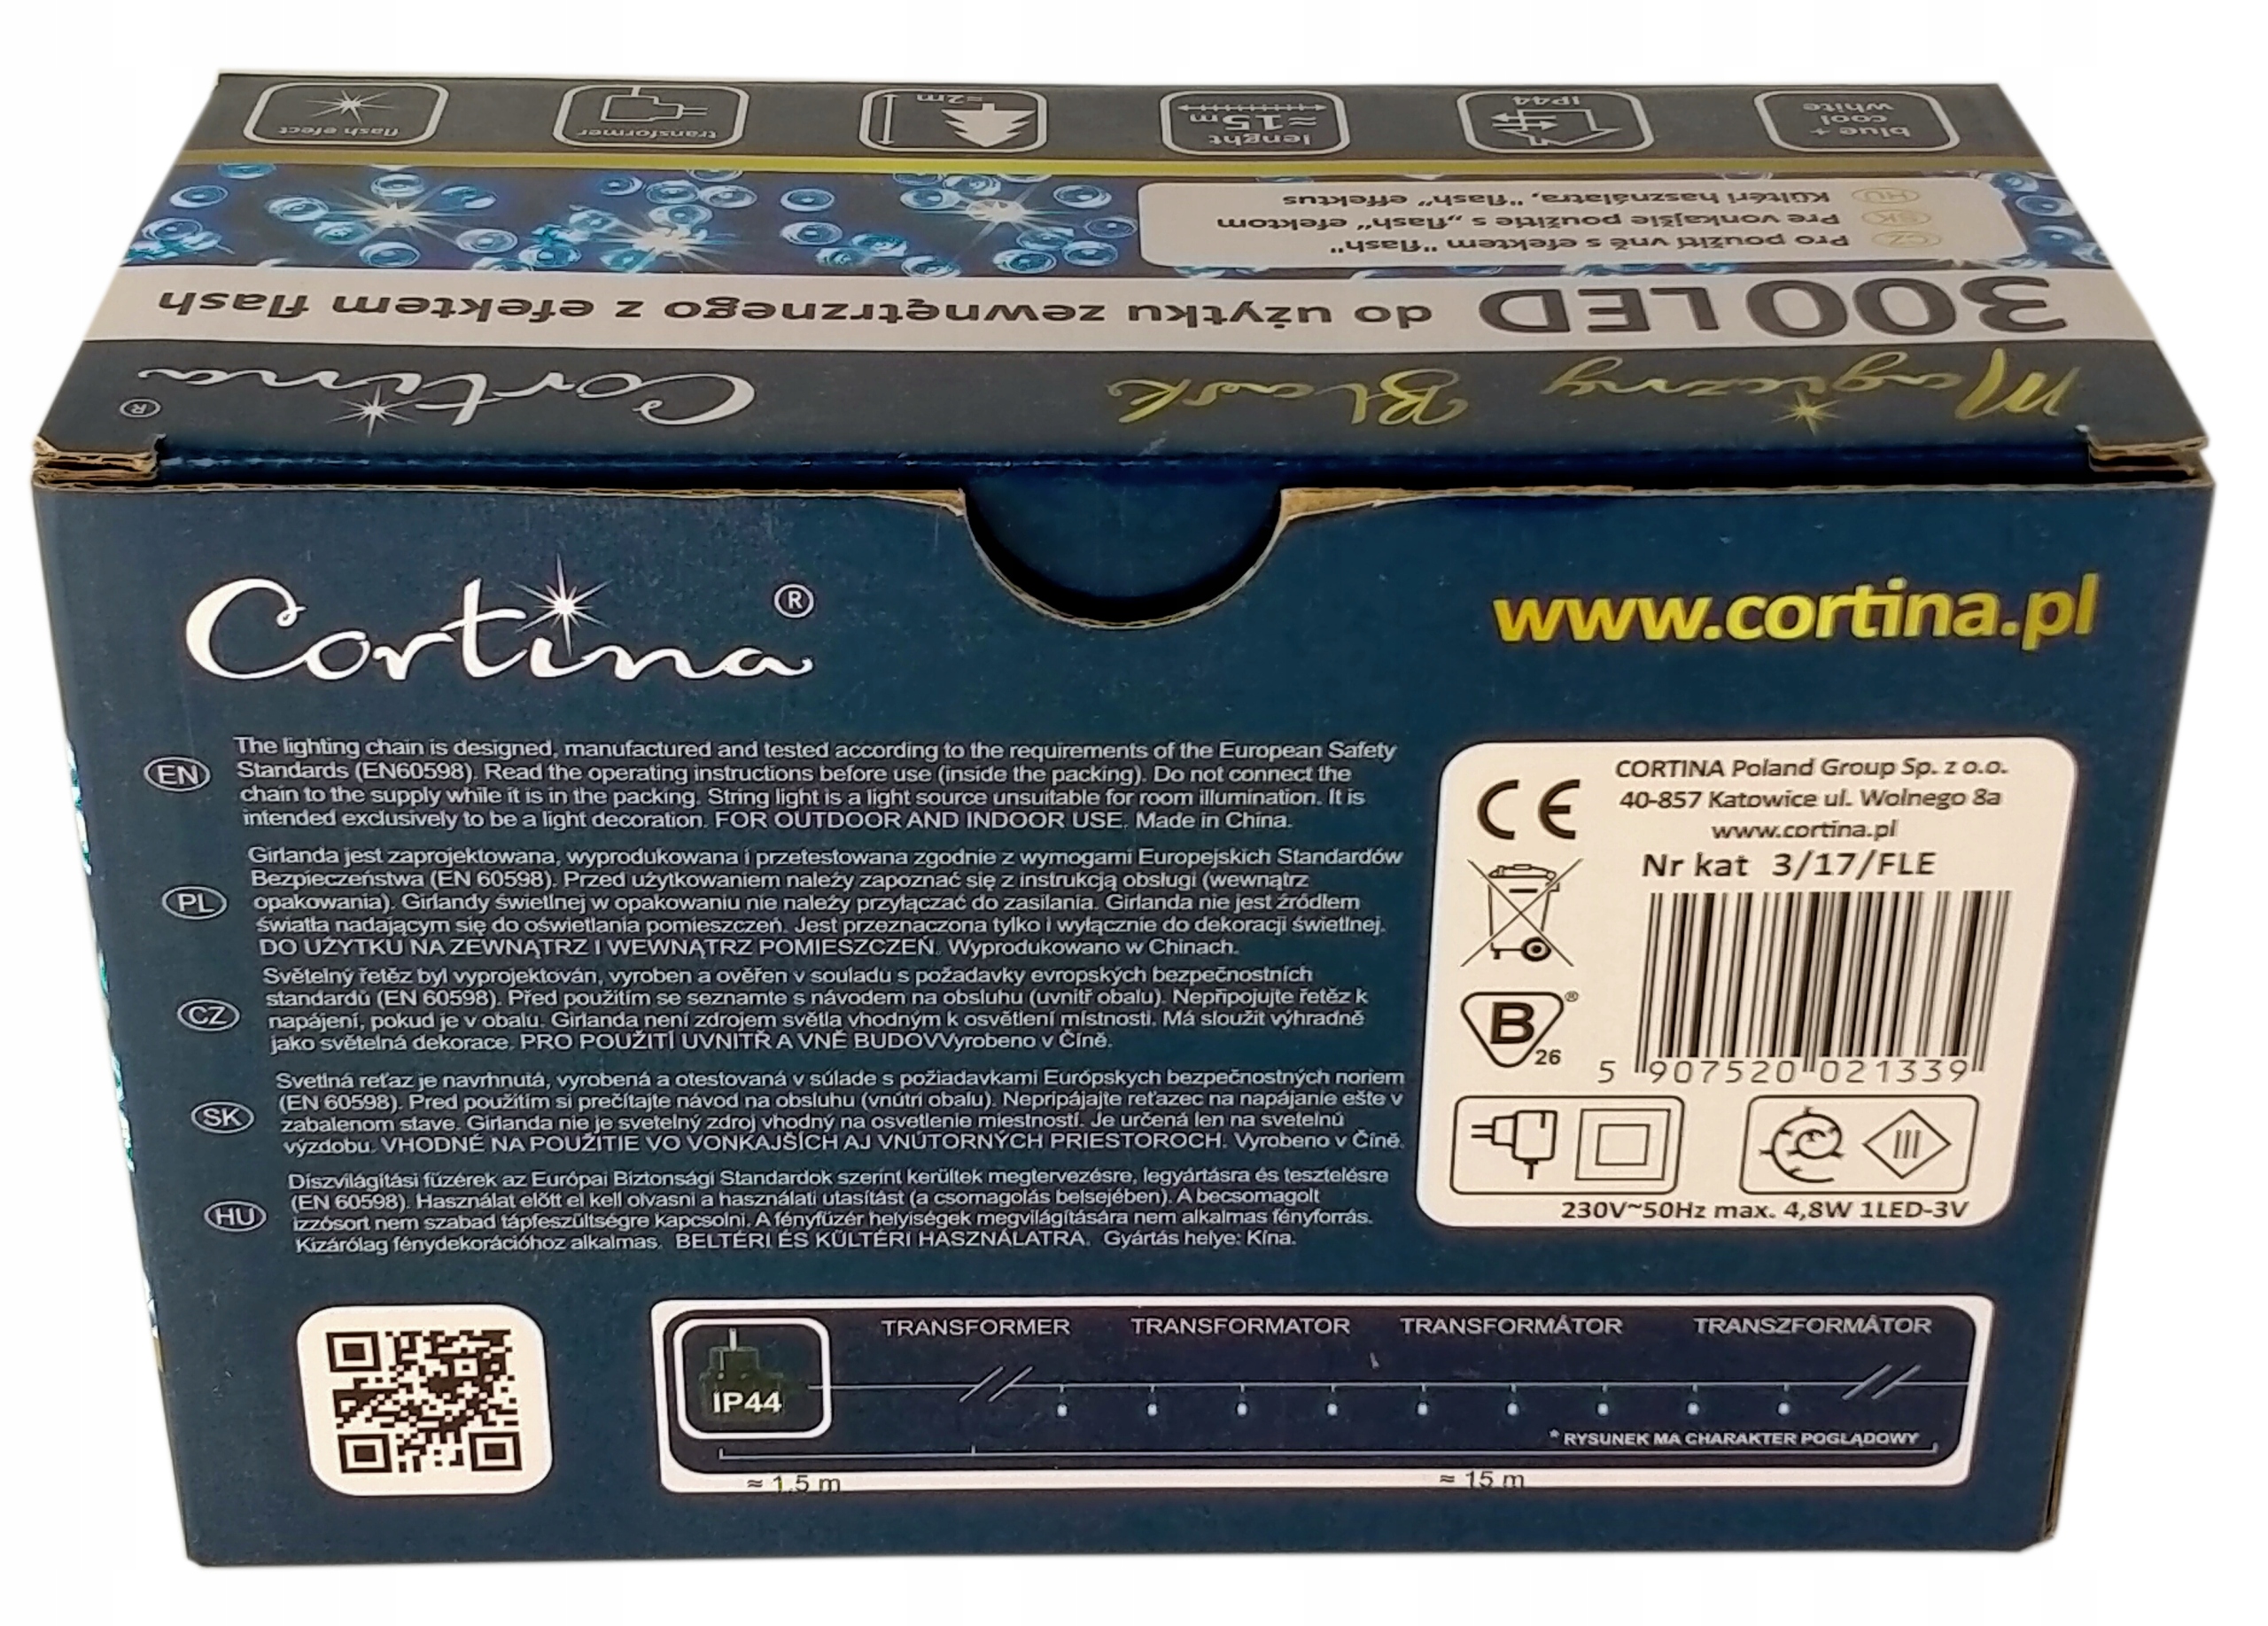 flash efect
transformer
≈2m
lenght
≈15m
IP44
blue +
cool
white
CZ Pro použití vně s efektem "flash"
SK Pre vonkajšie použitie s „flash“ efektom
HU Kültéri használatra, "flash" effektus
300 LED do użytku zewnętrznego z efektem flash
Magiczny Blask Cortina ®
Cortina ®
www.cortina.pl
EN
The lighting chain is designed, manufactured and tested according to the requirements of the European Safety
Standards (EN60598). Read the operating instructions before use (inside the packing). Do not connect the
chain to the supply while it is in the packing. String light is a light source unsuitable for room illumination. It is
intended exclusively to be a light decoration. FOR OUTDOOR AND INDOOR USE. Made in China.
PL
Girlanda jest zaprojektowana, wyprodukowana i przetestowana zgodnie z wymogami Europejskich Standardów
Bezpieczeństwa (EN 60598). Przed użytkowaniem należy zapoznać się z instrukcją obsługi (wewnątrz
opakowania). Girlandy świetlnej w opakowaniu nie należy przyłączać do zasilania. Girlanda nie jest źródłem
światła nadającym się do oświetlania pomieszczeń. Jest przeznaczona tylko i wyłącznie do dekoracji świetlnej.
DO UŻYTKU NA ZEWNĄTRZ I WEWNĄTRZ POMIESZCZEŃ. Wyprodukowano w Chinach.
CZ
Světelný řetěz byl vyprojektován, vyroben a ověřen v souladu s požadavky evropských bezpečnostních
standardů (EN 60598). Před použitím se seznamte s návodem na obsluhu (uvnitř obalu). Nepřipojujte řetěz k
napájení, pokud je v obalu. Girlanda není zdrojem světla vhodným k osvětlení místnosti. Má sloužit výhradně
jako světelná dekorace. PRO POUŽITÍ UVNITŘ A VNĚ BUDOVVyrobeno v Číně.
SK
Svetlná reťaz je navrhnutá, vyrobená a otestovaná v súlade s požiadavkami Európskych bezpečnostných noriem
(EN 60598). Pred použitím si prečítajte návod na obsluhu (vnútri obalu). Nepripájajte reťazec na napájanie ešte v
zabalenom stave. Girlanda nie je svetelný zdroj vhodný na osvetlenie miestností. Je určená len na svetelnú
výzdobu. VHODNÉ NA POUŽITIE VO VONKAJŠÍCH AJ VNÚTORNÝCH PRIESTOROCH. Vyrobeno v Číně.
HU
Díszvilágítási füzérek az Európai Biztonsági Standardok szerint kerültek megtervezésre, legyártásra és tesztelésre
(EN 60598). Használat előtt el kell olvasni a használati utasítást (a csomagolás belsejében). A becsomagolt
izzósort nem szabad tápfeszültségre kapcsolni. A fényfüzér helyiségek megvilágítására nem alkalmas fényforrás.
Kizárólag fénydekorációhoz alkalmas. BELTÉRI ÉS KÜLTÉRI HASZNÁLATRA. Gyártás helye: Kína.
CE
CORTINA Poland Group Sp. z o.o.
40-857 Katowice ul. Wolnego 8a
www.cortina.pl
Nr kat 3/17/FLE
B ® 26
5 907520 021339
III
230V~50Hz max. 4,8W 1LED-3V
TRANSFORMER TRANSFORMATOR TRANSFORMÁTOR TRANSZFORMÁTOR
IP44
* RYSUNEK MA CHARAKTER POGLĄDOWY
≈ 1,5 m ≈ 15 m